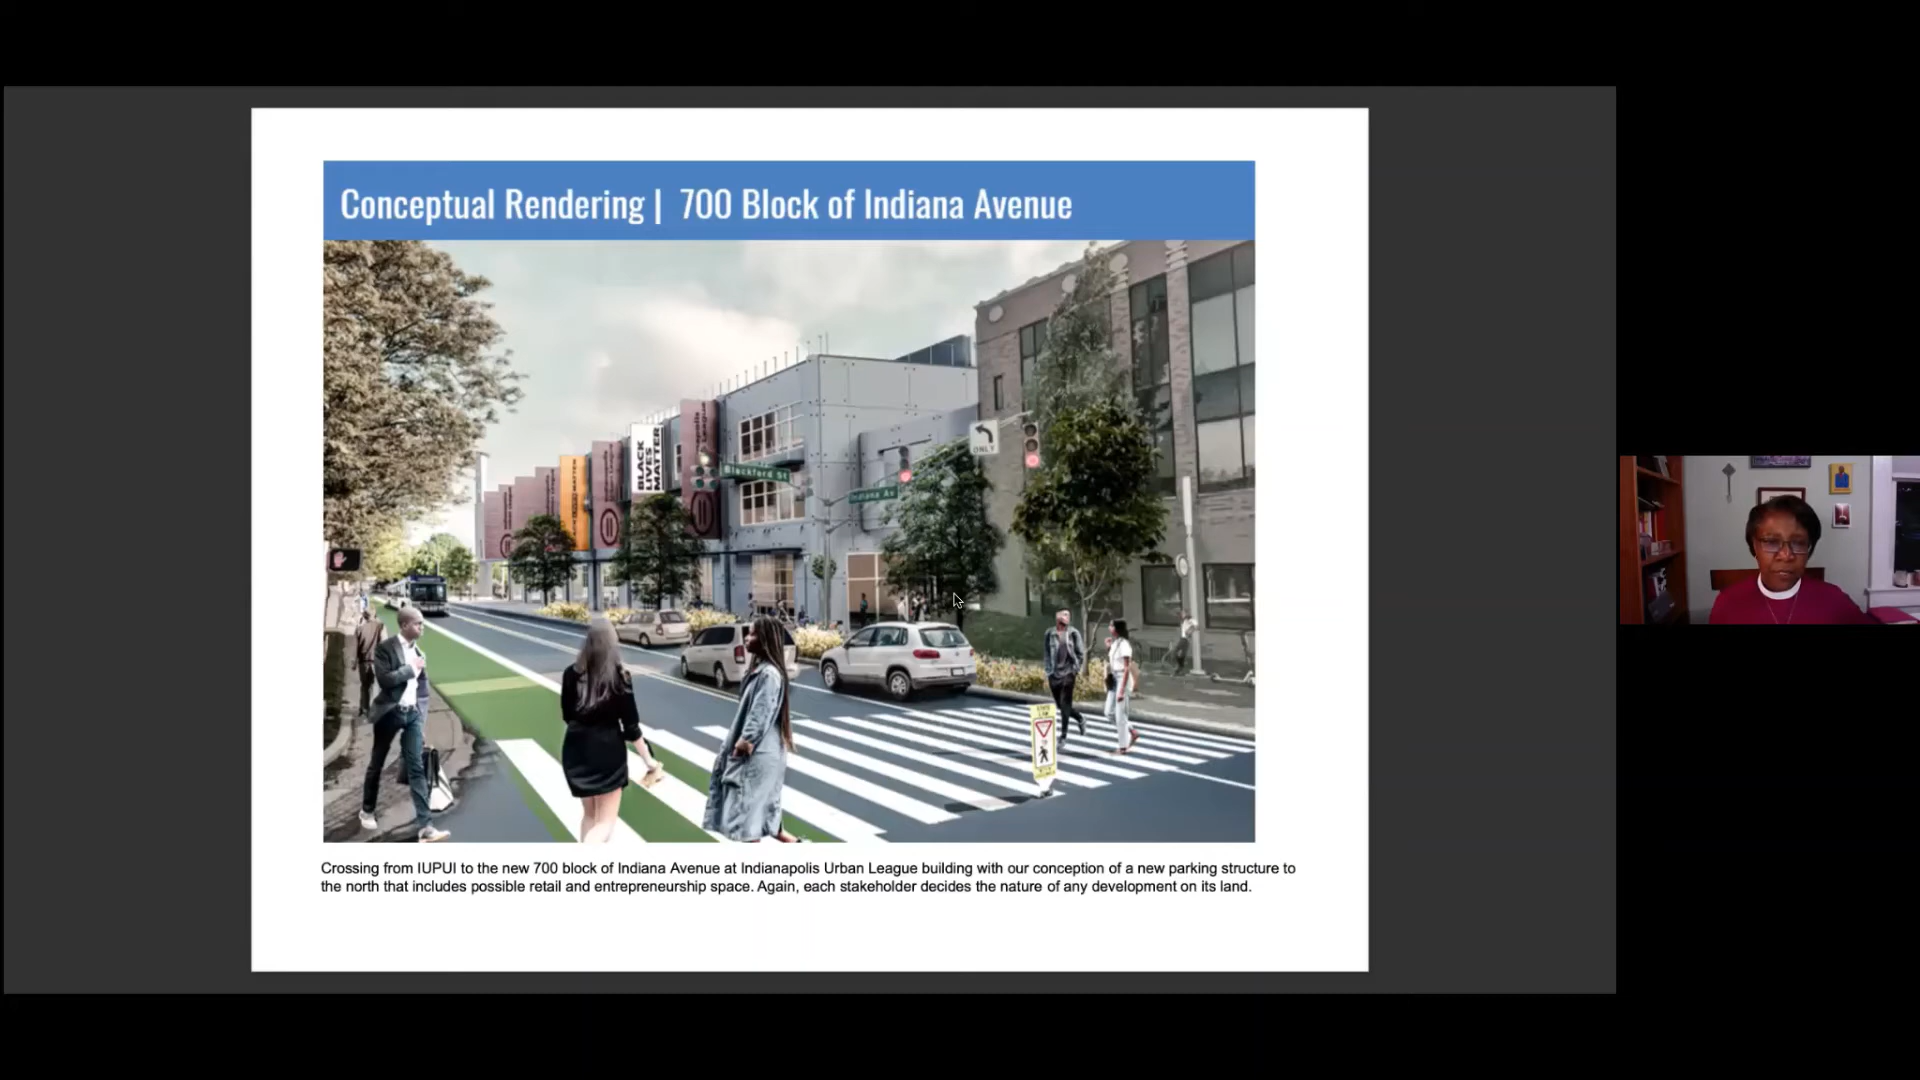 Conceptual Rendering | 700 Block of Indiana Avenue
BLACK
LIVES
MATTER
Blackford St
Indiana Av
ONLY
STATE
LAW
Crossing from IUPUI to the new 700 block of Indiana Avenue at Indianapolis Urban League building with our conception of a new parking structure to
the north that includes possible retail and entrepreneurship space. Again, each stakeholder decides the nature of any development on its land.